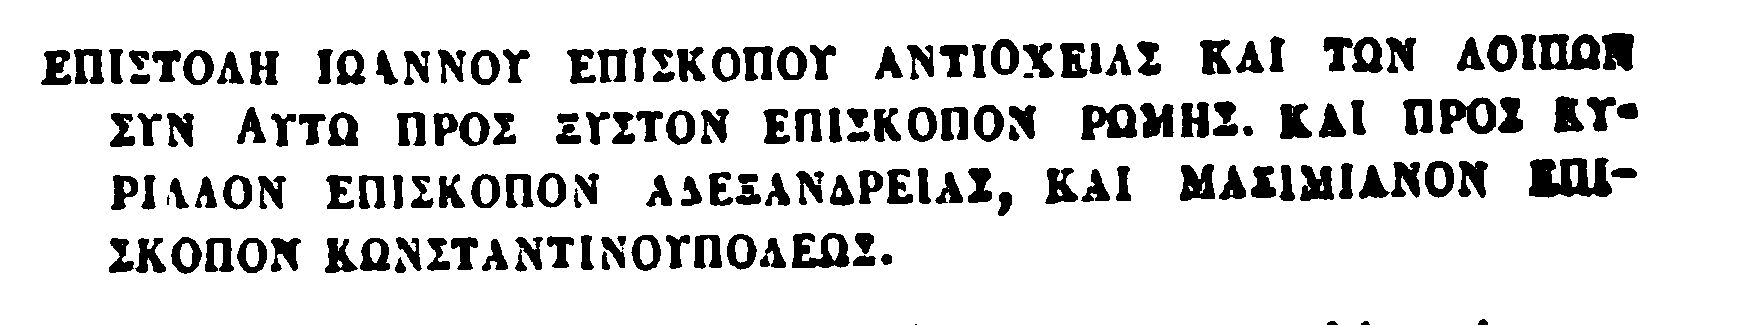 ΕΠΙΣΤΟΛΗ ΙΩΑΝΝΟΥ ΕΠΙΣΚΟΠΟΥ ΑΝΤΙΟΧΕΙΑΣ ΚΑΙ ΤΩΝ ΛΟΙΠΩΝ
ΣΥΝ ΑΥΤΩ ΠΡΟΣ ΞΥΣΤΟΝ ΕΠΙΣΚΟΠΟΝ ΡΩΜΗΣ. ΚΑΙ ΠΡΟΣ ΚΥ-
ΡΙΛΛΟΝ ΕΠΙΣΚΟΠΟΝ ΑΛΕΞΑΝΔΡΕΙΑΣ, ΚΑΙ ΜΑΞΙΜΙΑΝΟΝ ΕΠΙ-
ΣΚΟΠΟΝ ΚΩΝΣΤΑΝΤΙΝΟΥΠΟΛΕΩΣ.